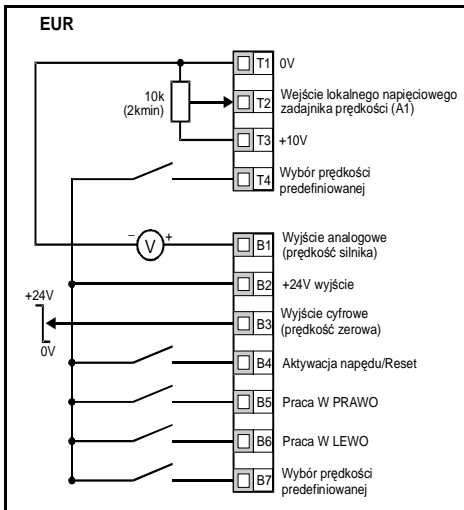 EUR
T1 0V
10k
(2kmin)
T2 Wejście lokalnego napięciowego
zadajnika prędkości (A1)
T3 +10V
T4 Wybór prędkości
predefiniowanej
− V +
B1 Wyjście analogowe
(prędkość silnika)
B2 +24V wyjście
+24V
0V
B3 Wyjście cyfrowe
(prędkość zerowa)
B4 Aktywacja napędu/Reset
B5 Praca W PRAWO
B6 Praca W LEWO
B7 Wybór prędkości
predefiniowanej